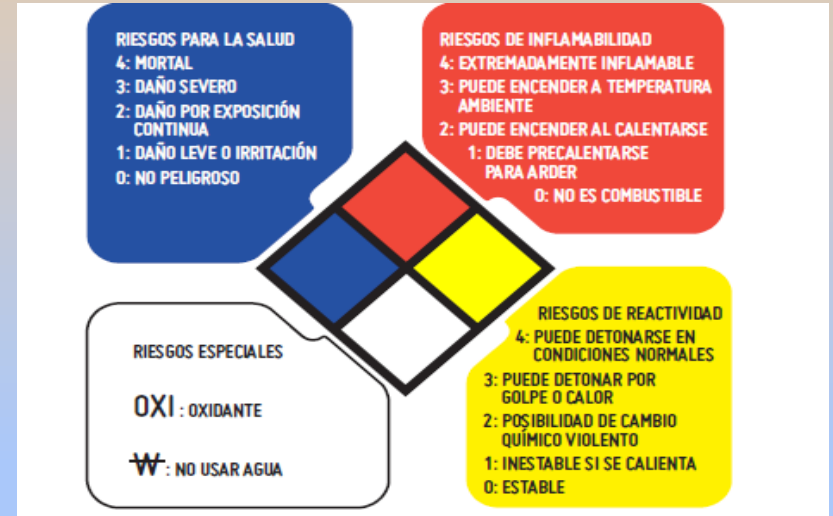 RIESGOS PARA LA SALUD
4: MORTAL
3: DAÑO SEVERO
2: DAÑO POR EXPOSICIÓN
CONTINUA
1: DAÑO LEVE O IRRITACIÓN
0: NO PELIGROSO
RIESGOS DE INFLAMABILIDAD
4: EXTREMADAMENTE INFLAMABLE
3: PUEDE ENCENDER A TEMPERATURA
AMBIENTE
2: PUEDE ENCENDER AL CALENTARSE
1: DEBE PRECALENTARSE
PARA ARDER
0: NO ES COMBUSTIBLE
RIESGOS ESPECIALES
OXI : OXIDANTE
W : NO USAR AGUA
RIESGOS DE REACTIVIDAD
4: PUEDE DETONARSE EN
CONDICIONES NORMALES
3: PUEDE DETONAR POR
GOLPE O CALOR
2: POSIBILIDAD DE CAMBIO
QUÍMICO VIOLENTO
1: INESTABLE SI SE CALIENTA
0: ESTABLE